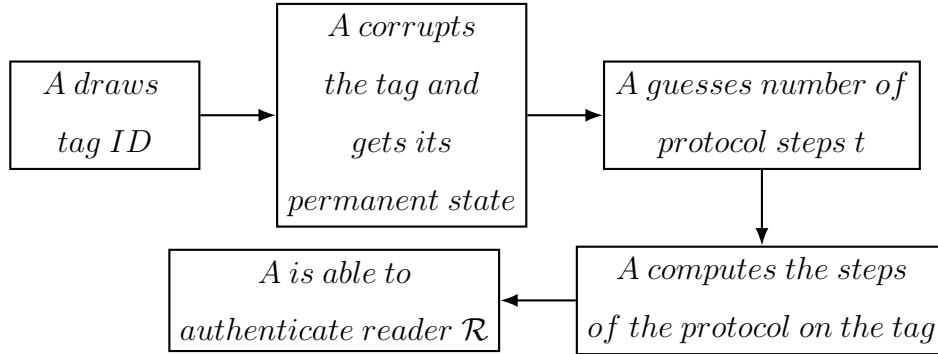 A draws
tag ID
A corrupts
the tag and
gets its
permanent state
A guesses number of
protocol steps t
A computes the steps
of the protocol on the tag
A is able to
authenticate reader R